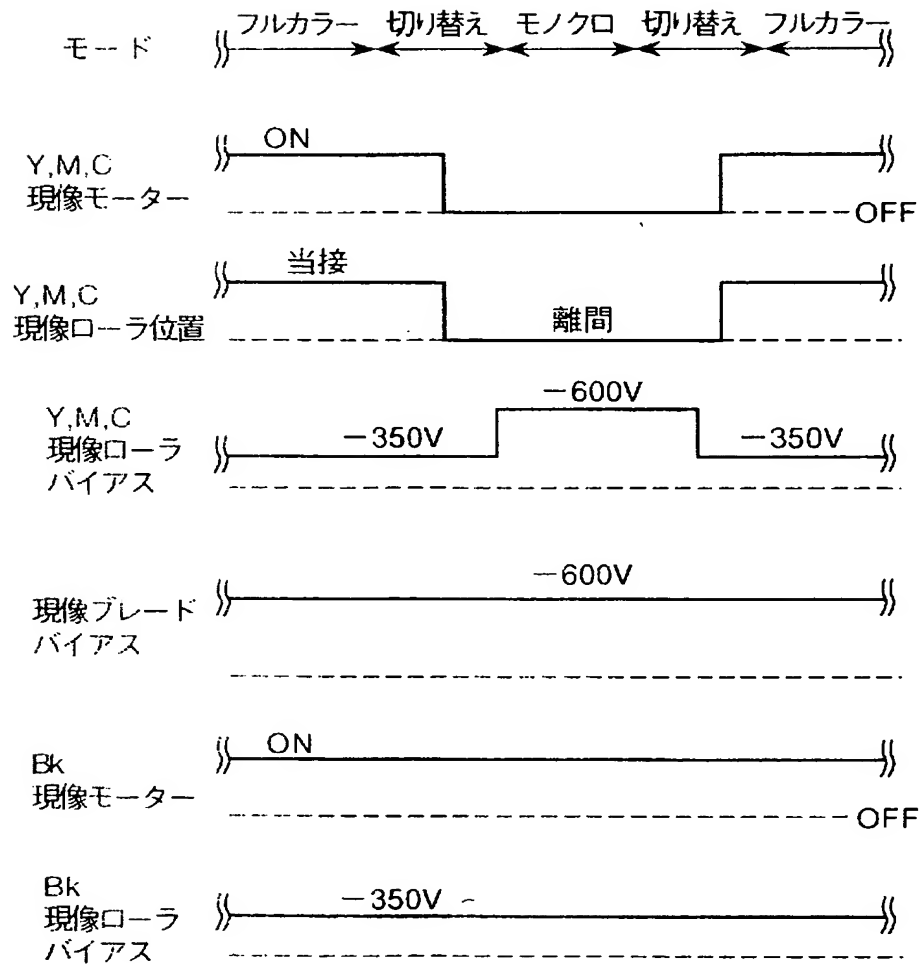 フルカラー 切り替え モノクロ 切り替え フルカラー
モード
ON
Y,M,C
現像モーター
OFF
当接
Y,M,C
現像ローラ位置
離間
Y,M,C
現像ローラ
バイアス
−350V
−600V
−350V
−600V
現像ブレード
バイアス
ON
Bk
現像モーター
OFF
Bk
現像ローラ
バイアス
−350V